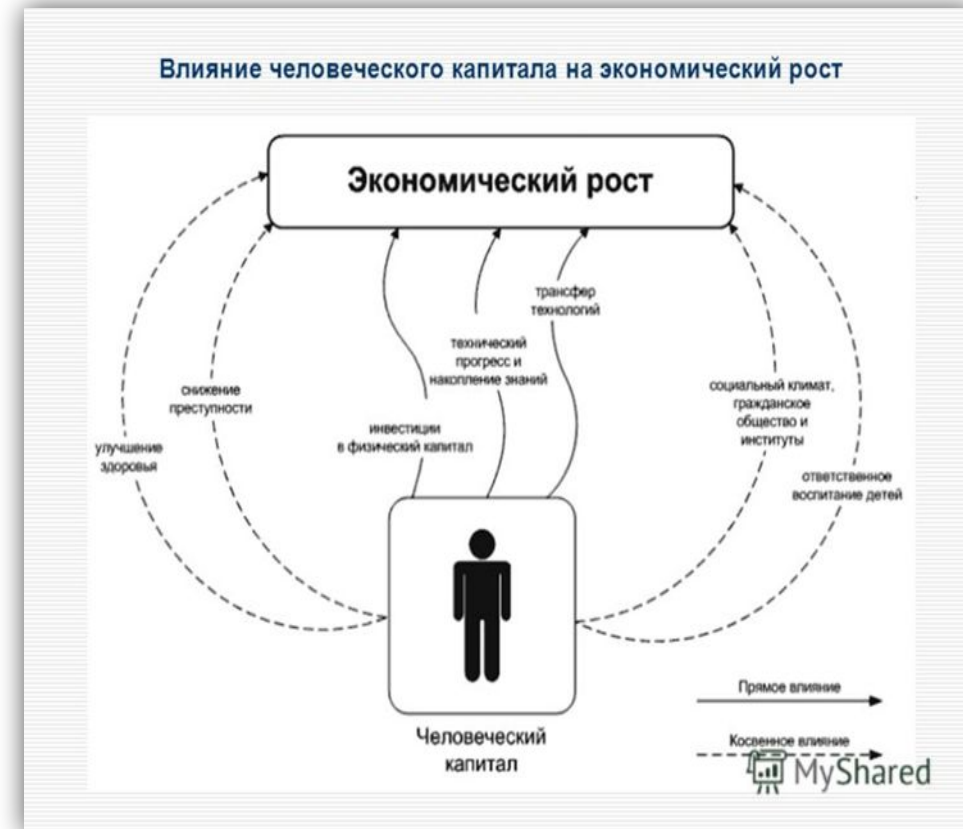 Влияние человеческого капитала на экономический рост
Экономический рост
трансфер
технологий
технический
прогресс и
накопление знаний
снижение
преступности
социальный климат,
гражданское
общество и
институты
инвестиции
в физический капитал
улучшение
здоровья
ответственное
воспитание детей
Прямое влияние
Человеческий
капитал
Косвенное влияние
MyShared